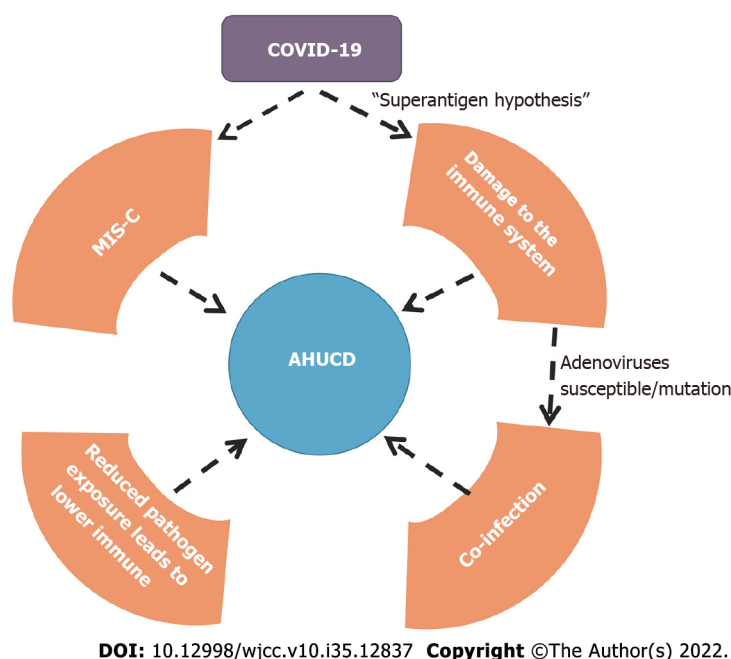 COVID-19
“Superantigen hypothesis”
MIS-C
Damage to the
immune system
AHUCD
Adenoviruses
susceptible/mutation
Reduced pathogen
exposure leads to
lower immune
Co-infection
DOI: 10.12998/wjcc.v10.i35.12837 Copyright ©The Author(s) 2022.